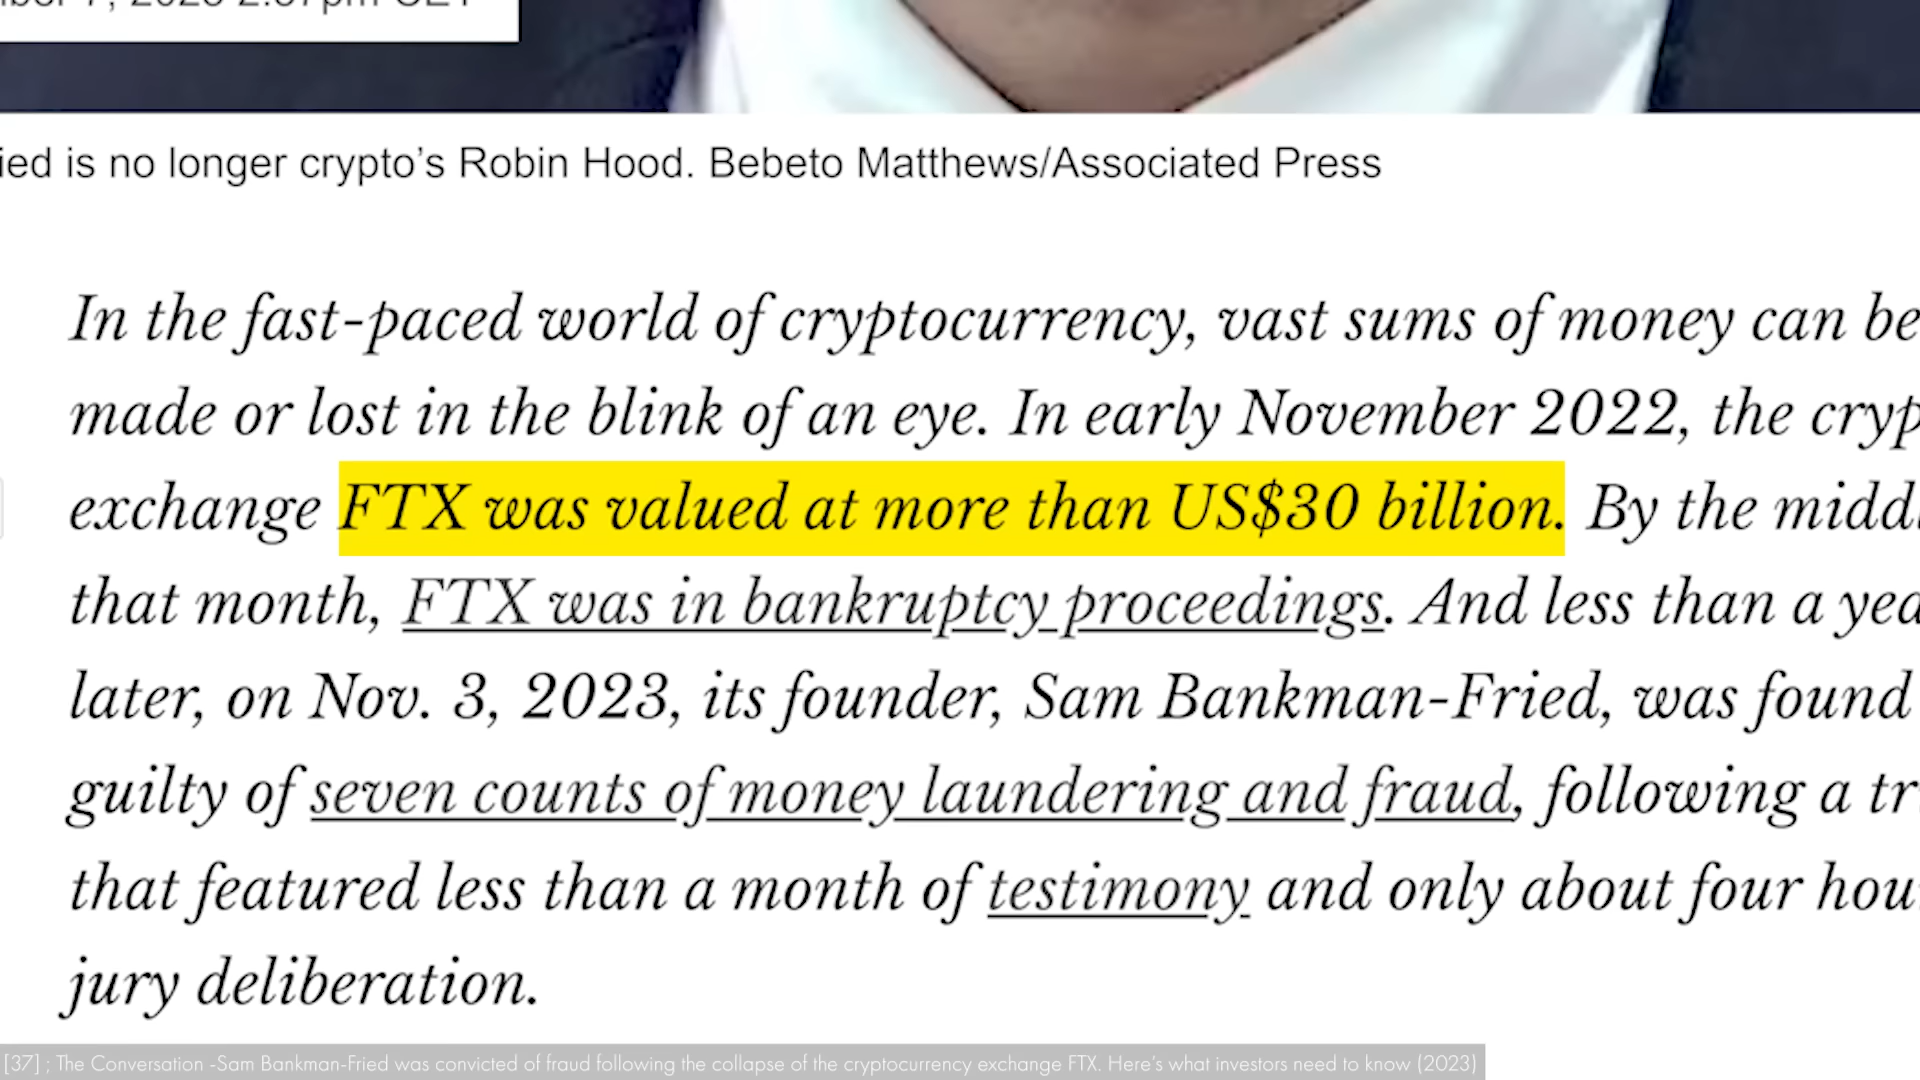 7, 2023 2:37pm CET
ied is no longer crypto’s Robin Hood. Bebeto Matthews/Associated Press
In the fast-paced world of cryptocurrency, vast sums of money can be
made or lost in the blink of an eye. In early November 2022, the cryp
exchange FTX was valued at more than US$30 billion. By the midd
that month, FTX was in bankruptcy proceedings. And less than a yea
later, on Nov. 3, 2023, its founder, Sam Bankman-Fried, was found
guilty of seven counts of money laundering and fraud, following a tr
that featured less than a month of testimony and only about four hou
jury deliberation.
[37] ; The Conversation -Sam Bankman-Fried was convicted of fraud following the collapse of the cryptocurrency exchange FTX. Here's what investors need to know (2023)